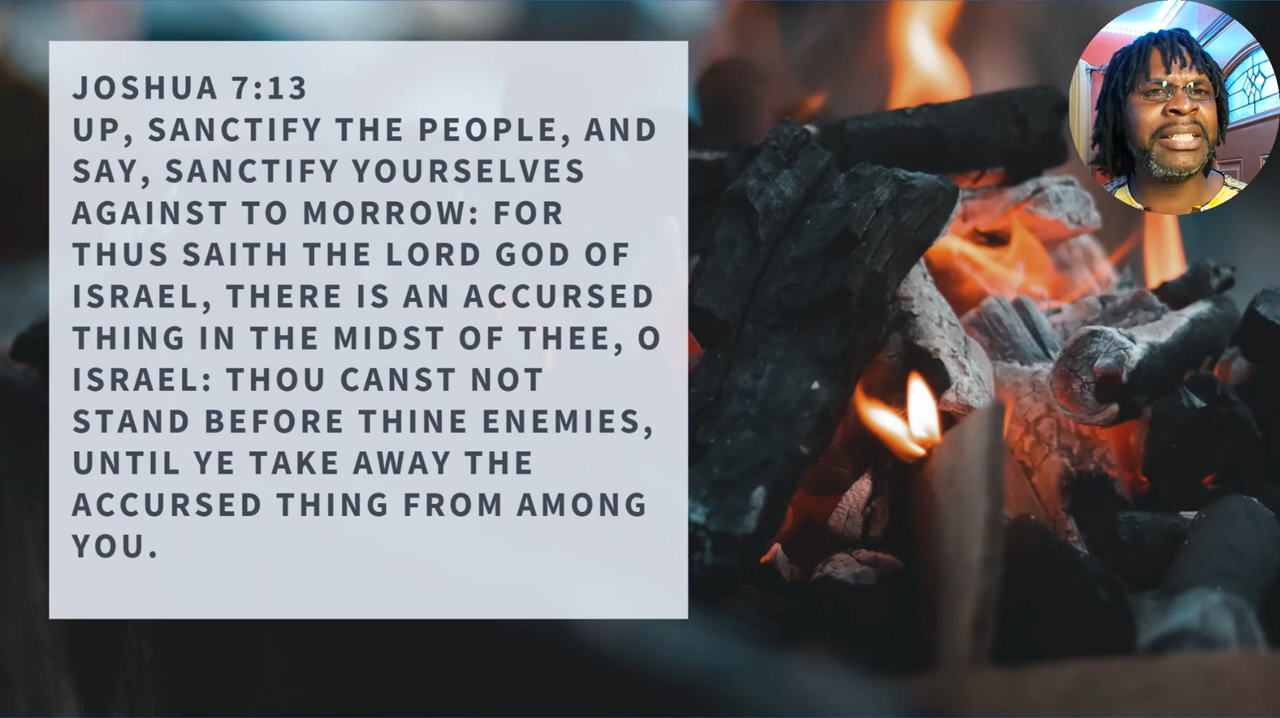 JOSHUA 7:13
UP, SANCTIFY THE PEOPLE, AND
SAY, SANCTIFY YOURSELVES
AGAINST TO MORROW: FOR
THUS SAITH THE LORD GOD OF
ISRAEL, THERE IS AN ACCURSED
THING IN THE MIDST OF THEE, O
ISRAEL: THOU CANST NOT
STAND BEFORE THINE ENEMIES,
UNTIL YE TAKE AWAY THE
ACCURSED THING FROM AMONG
YOU.